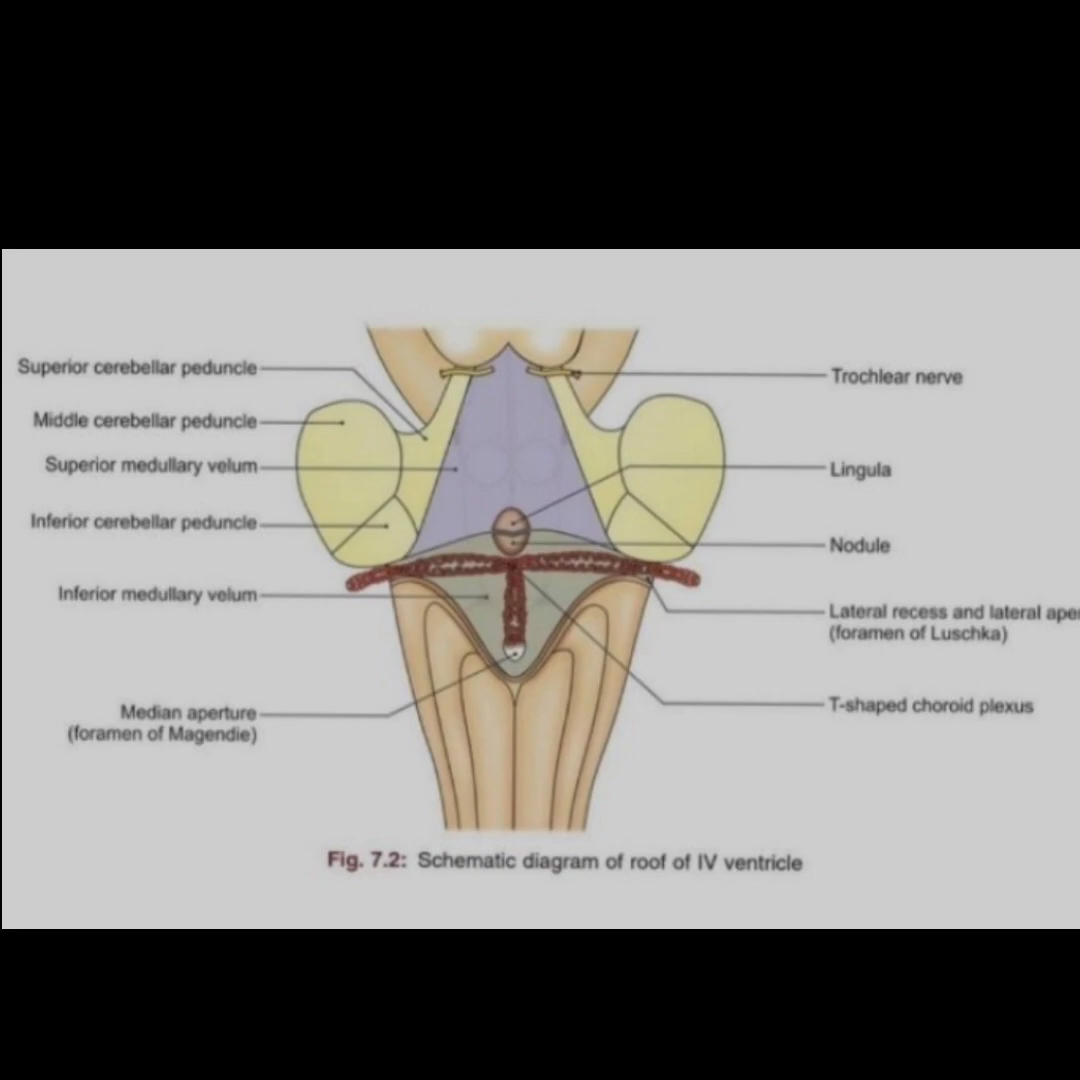 Superior cerebellar peduncle
Middle cerebellar peduncle
Superior medullary velum
Inferior cerebellar peduncle
Inferior medullary velum
Median aperture
(foramen of Magendie)
Trochlear nerve
Lingula
Nodule
Lateral recess and lateral
(foramen of Luschka)
T-shaped choroid plexus
Fig. 7.2: Schematic diagram of roof of IV ventricle